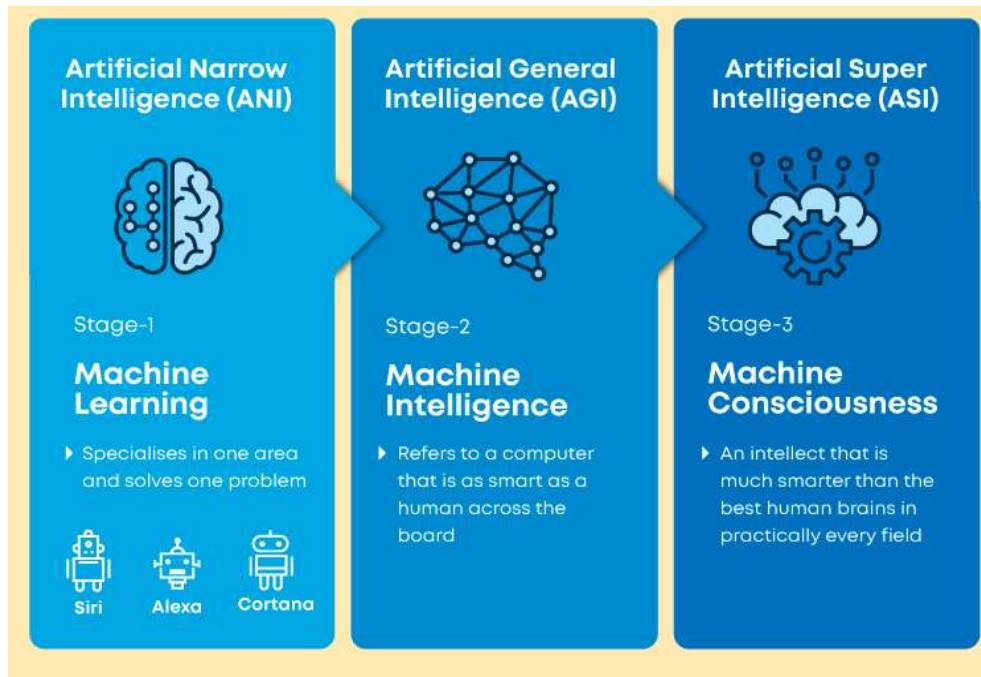 Artificial Narrow
Intelligence (ANI)
Stage-1
Machine
Learning
Specialises in one area
and solves one problem
Siri
Alexa
Cortana
Artificial General
Intelligence (AGI)
Stage-2
Machine
Intelligence
Refers to a computer
that is as smart as a
human across the
board
Artificial Super
Intelligence (ASI)
Stage-3
Machine
Consciousness
An intellect that is
much smarter than the
best human brains in
practically every field